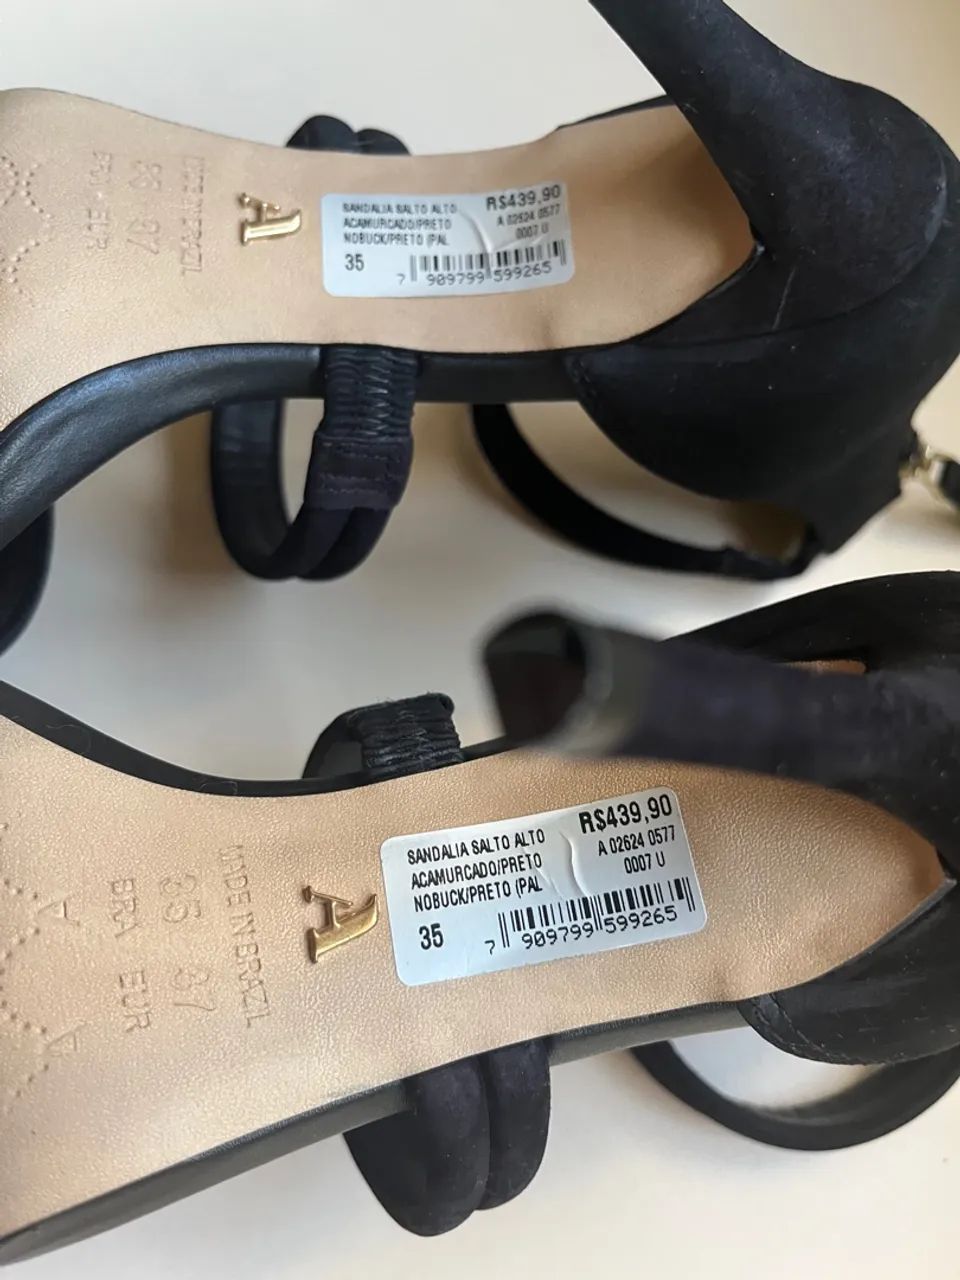 SANDALIA SALTO ALTO
ACAMURCADO/PRETO
NOBUCK/PRETO (PAL
35
R$439,90
A 02624 0577
0007 U
7 909799 599265
A
MADE IN BRAZIL
35 37
BRA EUR
SANDALIA SALTO ALTO
ACAMURCADO/PRETO
NOBUCK/PRETO (PAL
35
R$439,90
A 02624 0577
0007 U
7 909799 599265
A
MADE IN BRAZIL
35 37
BRA EUR